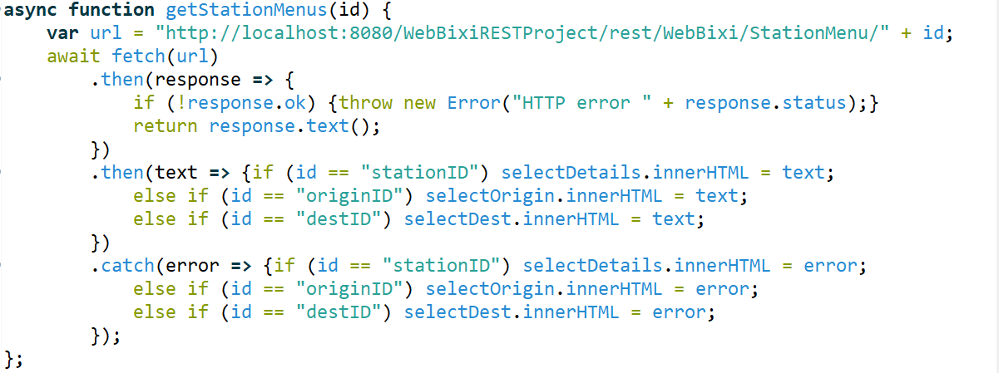 async function getStationMenus(id) {
    var url = "http://localhost:8080/WebBixiRESTProject/rest/WebBixi/StationMenu/" + id;
    await fetch(url)
        .then(response => {
            if (!response.ok) {throw new Error("HTTP error " + response.status);}
            return response.text();
        })
        .then(text => {if (id == "stationID") selectDetails.innerHTML = text;
            else if (id == "originID") selectOrigin.innerHTML = text;
            else if (id == "destID") selectDest.innerHTML = text;
        })
        .catch(error => {if (id == "stationID") selectDetails.innerHTML = error;
            else if (id == "originID") selectOrigin.innerHTML = error;
            else if (id == "destID") selectDest.innerHTML = error;
        });
};